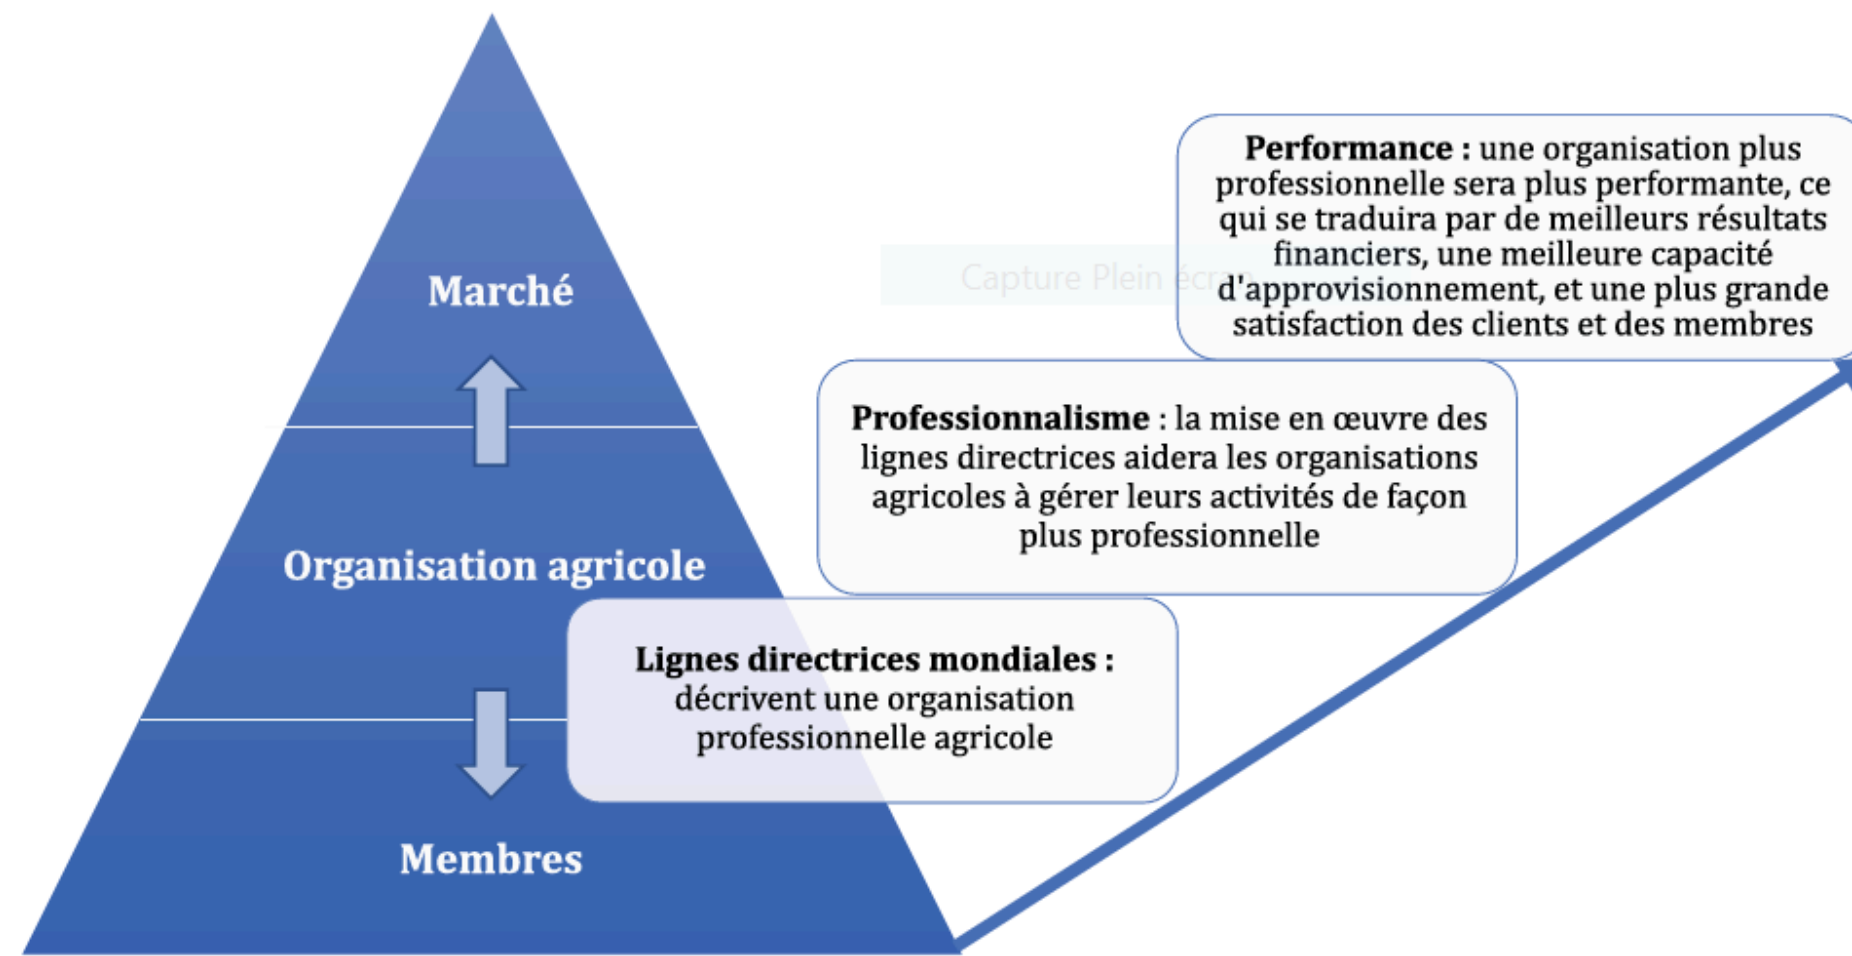 Marché
Organisation agricole
Membres
Performance : une organisation plus
professionnelle sera plus performante, ce
qui se traduira par de meilleurs résultats
financiers, une meilleure capacité
d'approvisionnement, et une plus grande
satisfaction des clients et des membres
Capture Plein écran
Professionnalisme : la mise en œuvre des
lignes directrices aidera les organisations
agricoles à gérer leurs activités de façon
plus professionnelle
Lignes directrices mondiales :
décrivent une organisation
professionnelle agricole